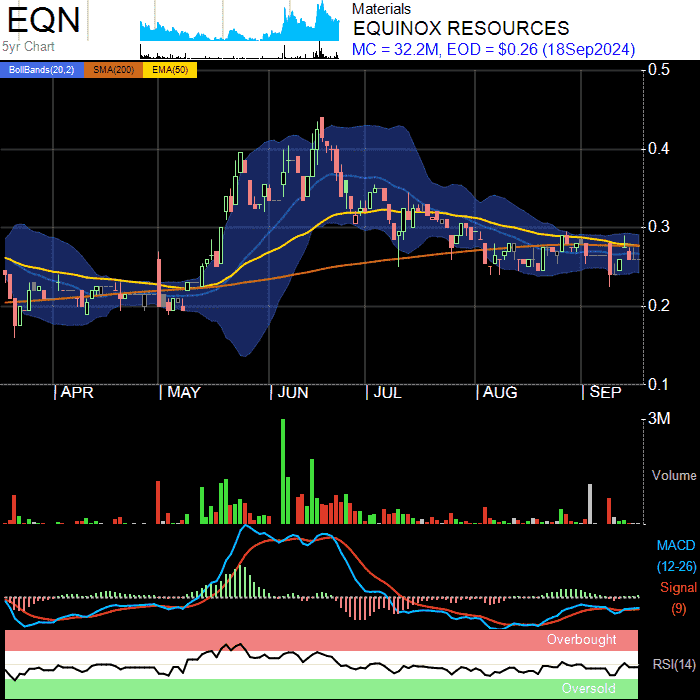 EQN
5yr Chart
Materials
EQUINOX RESOURCES
MC = 32.2M, EOD = $0.26 (18Sep2024)
BollBands(20,2) SMA(200) EMA(50)
0.5
0.4
0.3
0.2
0.1
APR MAY JUN JUL AUG SEP
3M
Volume
MACD
(12-26)
Signal
(9)
Overbought
RSI(14)
Oversold